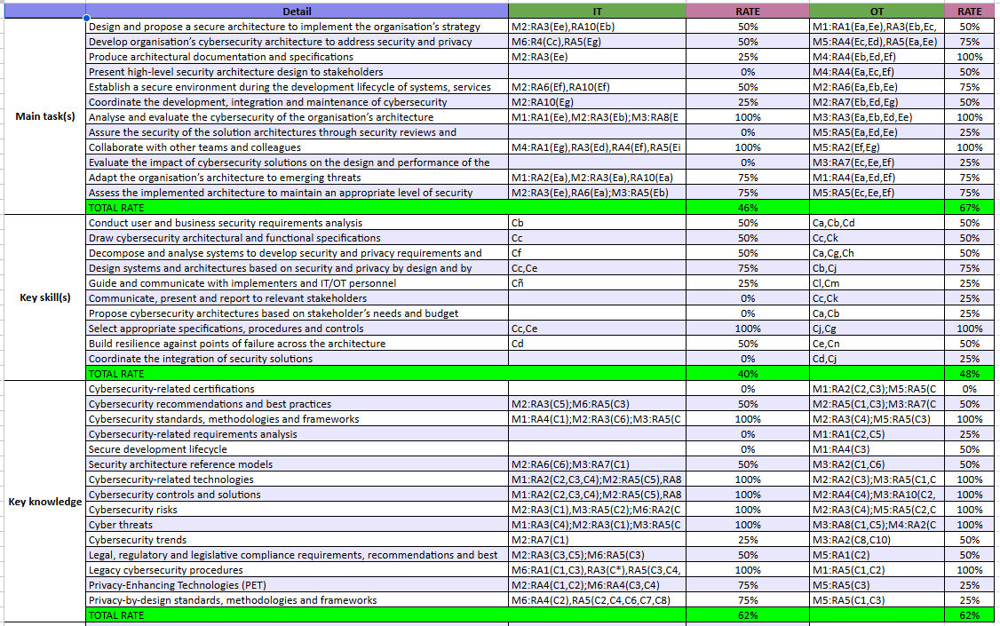 Detail IT RATE OT RATE
Main task(s)
Design and propose a secure architecture to implement the organisation's strategy M2:RA3(Ee),RA10(Eb) 50% M1:RA1(Ea,Ee),RA3(Eb,Ec, 50%
Develop organisation's cybersecurity architecture to address security and privacy M6:R4(Cc),RA5(Eg) 50% M5:RA4(Ec,Ed),RA5(Ea,Ee) 75%
Produce architectural documentation and specifications M2:RA3(Ee) 25% M4:RA4(Eb,Ed,Ef) 100%
Present high-level security architecture design to stakeholders 0% M4:RA4(Ea,Ec,Ef) 50%
Establish a secure environment during the development lifecycle of systems, services M2:RA6(Ef),RA10(Ef) 50% M2:RA6(Ea,Eb,Ee) 75%
Coordinate the development, integration and maintenance of cybersecurity M2:RA10(Eg) 25% M2:RA7(Eb,Ed,Eg) 50%
Analyse and evaluate the cybersecurity of the organisation's architecture M1:RA1(Ee),M2:RA3(Eb);M3:RA8(E 100% M3:RA3(Ea,Eb,Ed,Ee) 100%
Assure the security of the solution architectures through security reviews and 0% M5:RA5(Ea,Ed,Ee) 25%
Collaborate with other teams and colleagues M4:RA1(Eg),RA3(Ed),RA4(Ef),RA5(Ei 100% M5:RA2(Ef,Eg) 100%
Evaluate the impact of cybersecurity solutions on the design and performance of the 0% M3:RA7(Ec,Ee,Ef) 25%
Adapt the organisation's architecture to emerging threats M1:RA2(Ea),M2:RA3(Ea),RA10(Ea) 75% M1:RA4(Ea,Ed,Ef) 75%
Assess the implemented architecture to maintain an appropriate level of security M2:RA3(Ee),RA6(Ea);M3:RA5(Eb) 75% M5:RA5(Ec,Ee,Ef) 75%
TOTAL RATE 46% 67%
Key skill(s)
Conduct user and business security requirements analysis Cb 50% Ca,Cb,Cd 50%
Draw cybersecurity architectural and functional specifications Cc 50% Cc,Ck 50%
Decompose and analyse systems to develop security and privacy requirements and Cf 50% Ca,Cg,Ch 50%
Design systems and architectures based on security and privacy by design and by Cc,Ce 75% Cb,Cj 75%
Guide and communicate with implementers and IT/OT personnel Cñ 25% Cl,Cm 25%
Communicate, present and report to relevant stakeholders 0% Cc,Ck 25%
Propose cybersecurity architectures based on stakeholder's needs and budget 0% Ca,Cb 25%
Select appropriate specifications, procedures and controls Cc,Ce 100% Cj,Cg 100%
Build resilience against points of failure across the architecture Cd 50% Ce,Cn 50%
Coordinate the integration of security solutions 0% Cd,Cj 25%
TOTAL RATE 40% 48%
Key knowledge
Cybersecurity-related certifications 0% M1:RA2(C2,C3);M5:RA5(C 0%
Cybersecurity recommendations and best practices M2:RA3(C5);M6:RA5(C3) 50% M2:RA5(C1,C3);M3:RA7(C 50%
Cybersecurity standards, methodologies and frameworks M1:RA4(C1);M2:RA3(C6);M3:RA5(C 100% M2:RA3(C4);M5:RA5(C3) 100%
Cybersecurity-related requirements analysis 0% M1:RA1(C2,C5) 25%
Secure development lifecycle 0% M1:RA4(C3) 50%
Security architecture reference models M2:RA6(C6);M3:RA7(C1) 50% M3:RA2(C1,C6) 50%
Cybersecurity-related technologies M1:RA2(C2,C3,C4);M2:RA5(C5),RA8 100% M2:RA2(C3);M3:RA5(C1,C 100%
Cybersecurity controls and solutions M1:RA2(C2,C3,C4);M2:RA5(C5),RA8 100% M2:RA4(C4);M3:RA10(C2, 100%
Cybersecurity risks M2:RA3(C1),M3:RA5(C2);M6:RA2(C 100% M2:RA3(C4);M5:RA5(C2,C 100%
Cyber threats M1:RA3(C4);M2:RA3(C1);M3:RA5(C 100% M3:RA8(C1,C5);M4:RA2(C 100%
Cybersecurity trends M2:RA7(C1) 25% M3:RA2(C8,C10) 50%
Legal, regulatory and legislative compliance requirements, recommendations and best M2:RA3(C3,C5);M6:RA5(C3) 50% M5:RA1(C2) 50%
Legacy cybersecurity procedures M6:RA1(C1,C3),RA3(C*),RA5(C3,C4, 100% M1:RA5(C1,C2) 100%
Privacy-Enhancing Technologies (PET) M2:RA4(C1,C2);M6:RA4(C3,C4) 75% M5:RA5(C3) 25%
Privacy-by-design standards, methodologies and frameworks M6:RA4(C2),RA5(C2,C4,C6,C7,C8) 75% M5:RA5(C1,C3) 25%
TOTAL RATE 62% 62%